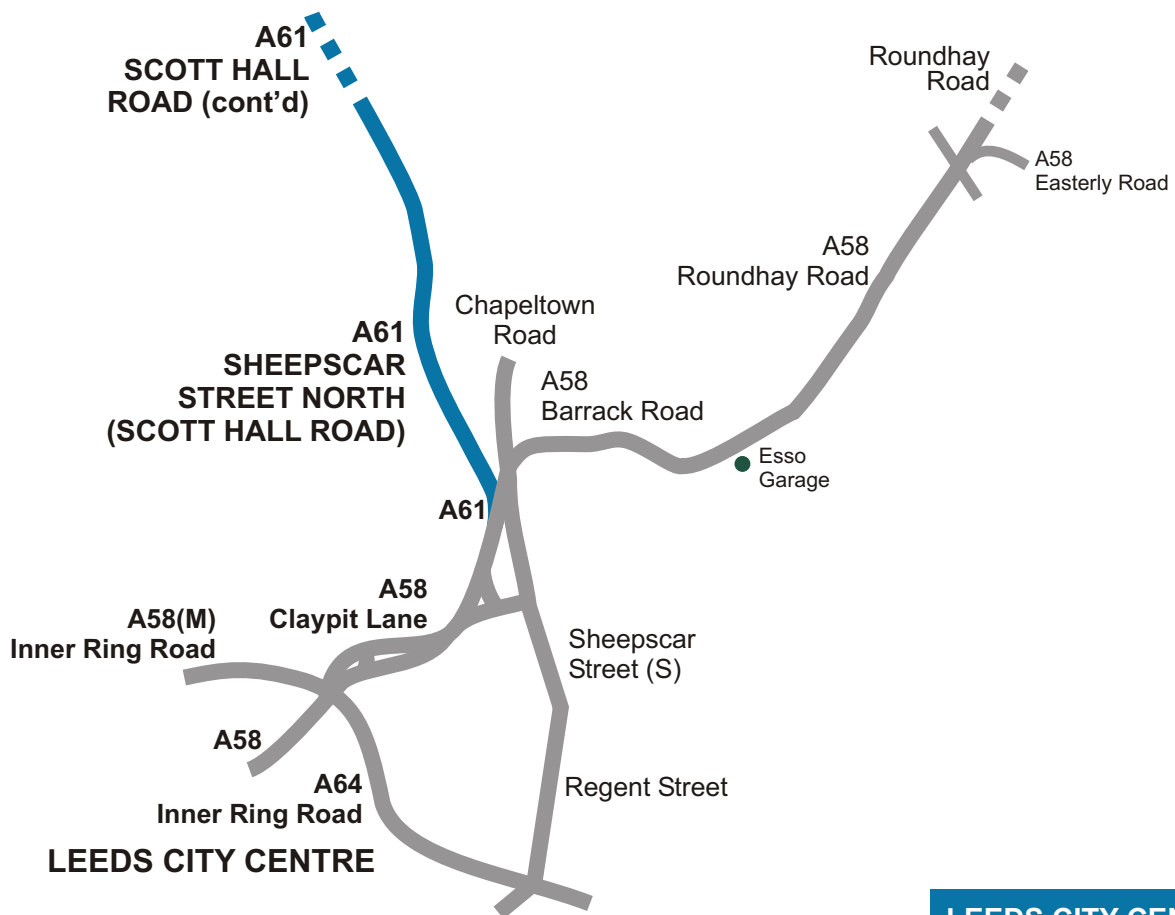 A61
SCOTT HALL
ROAD (cont’d)
Roundhay
Road
A58
Easterly Road
A58
Roundhay Road
Chapeltown
Road
A61
SHEEPSCAR
STREET NORTH
(SCOTT HALL ROAD)
A58
Barrack Road
Esso
Garage
A61
A58
Claypit Lane
A58(M)
Inner Ring Road
Sheepscar
Street (S)
A58
A64
Inner Ring Road
Regent Street
LEEDS CITY CENTRE
LEEDS CITY